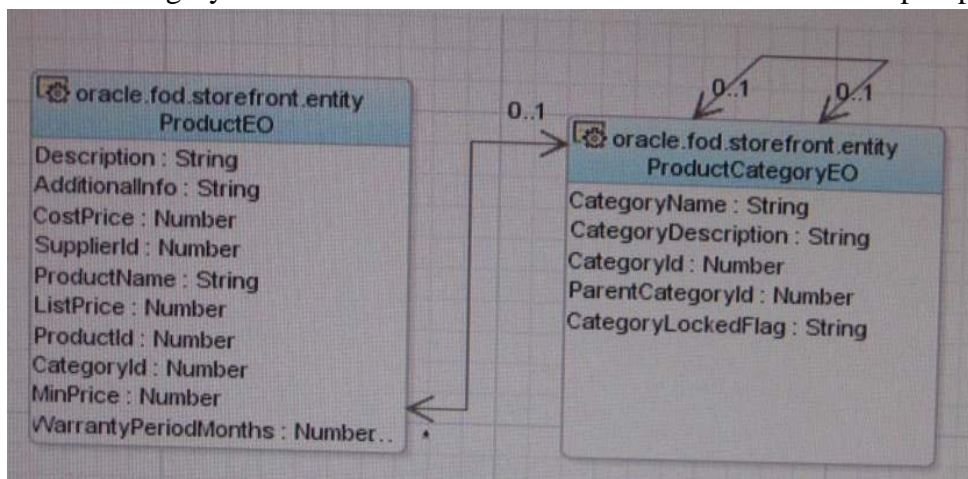 oracle.fod.storefront.entity
ProductEO
Description : String
AdditionalInfo : String
CostPrice : Number
SupplierId : Number
ProductName : String
ListPrice : Number
ProductId : Number
CategoryId : Number
MinPrice : Number
WarrantyPeriodMonths : Number..
*
0..1
0..1
0..1
oracle.fod.storefront.entity
ProductCategoryEO
CategoryName : String
CategoryDescription : String
CategoryId : Number
ParentCategoryId : Number
CategoryLockedFlag : String